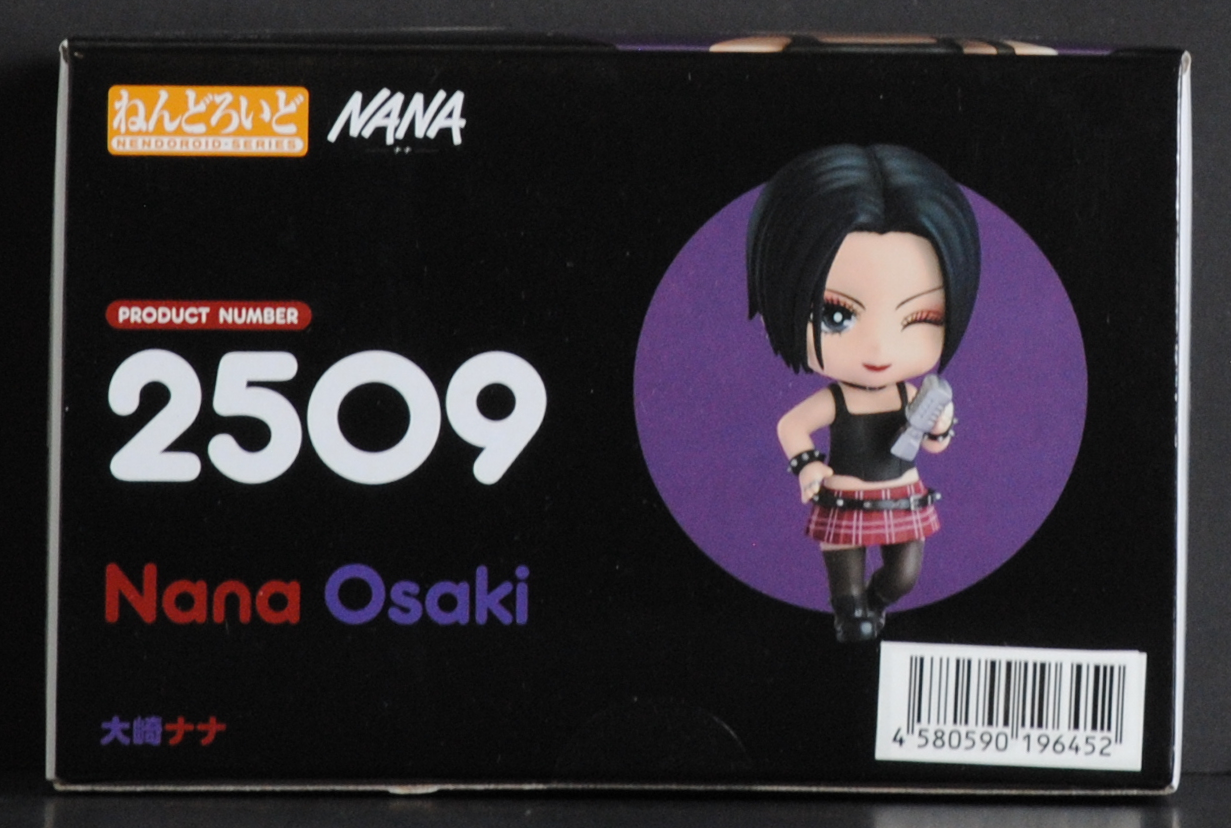 ねんどろいど
NENDOROID-SERIES
NANA
ナナ
PRODUCT NUMBER
2509
Nana Osaki
大崎ナナ
4 580590 196452